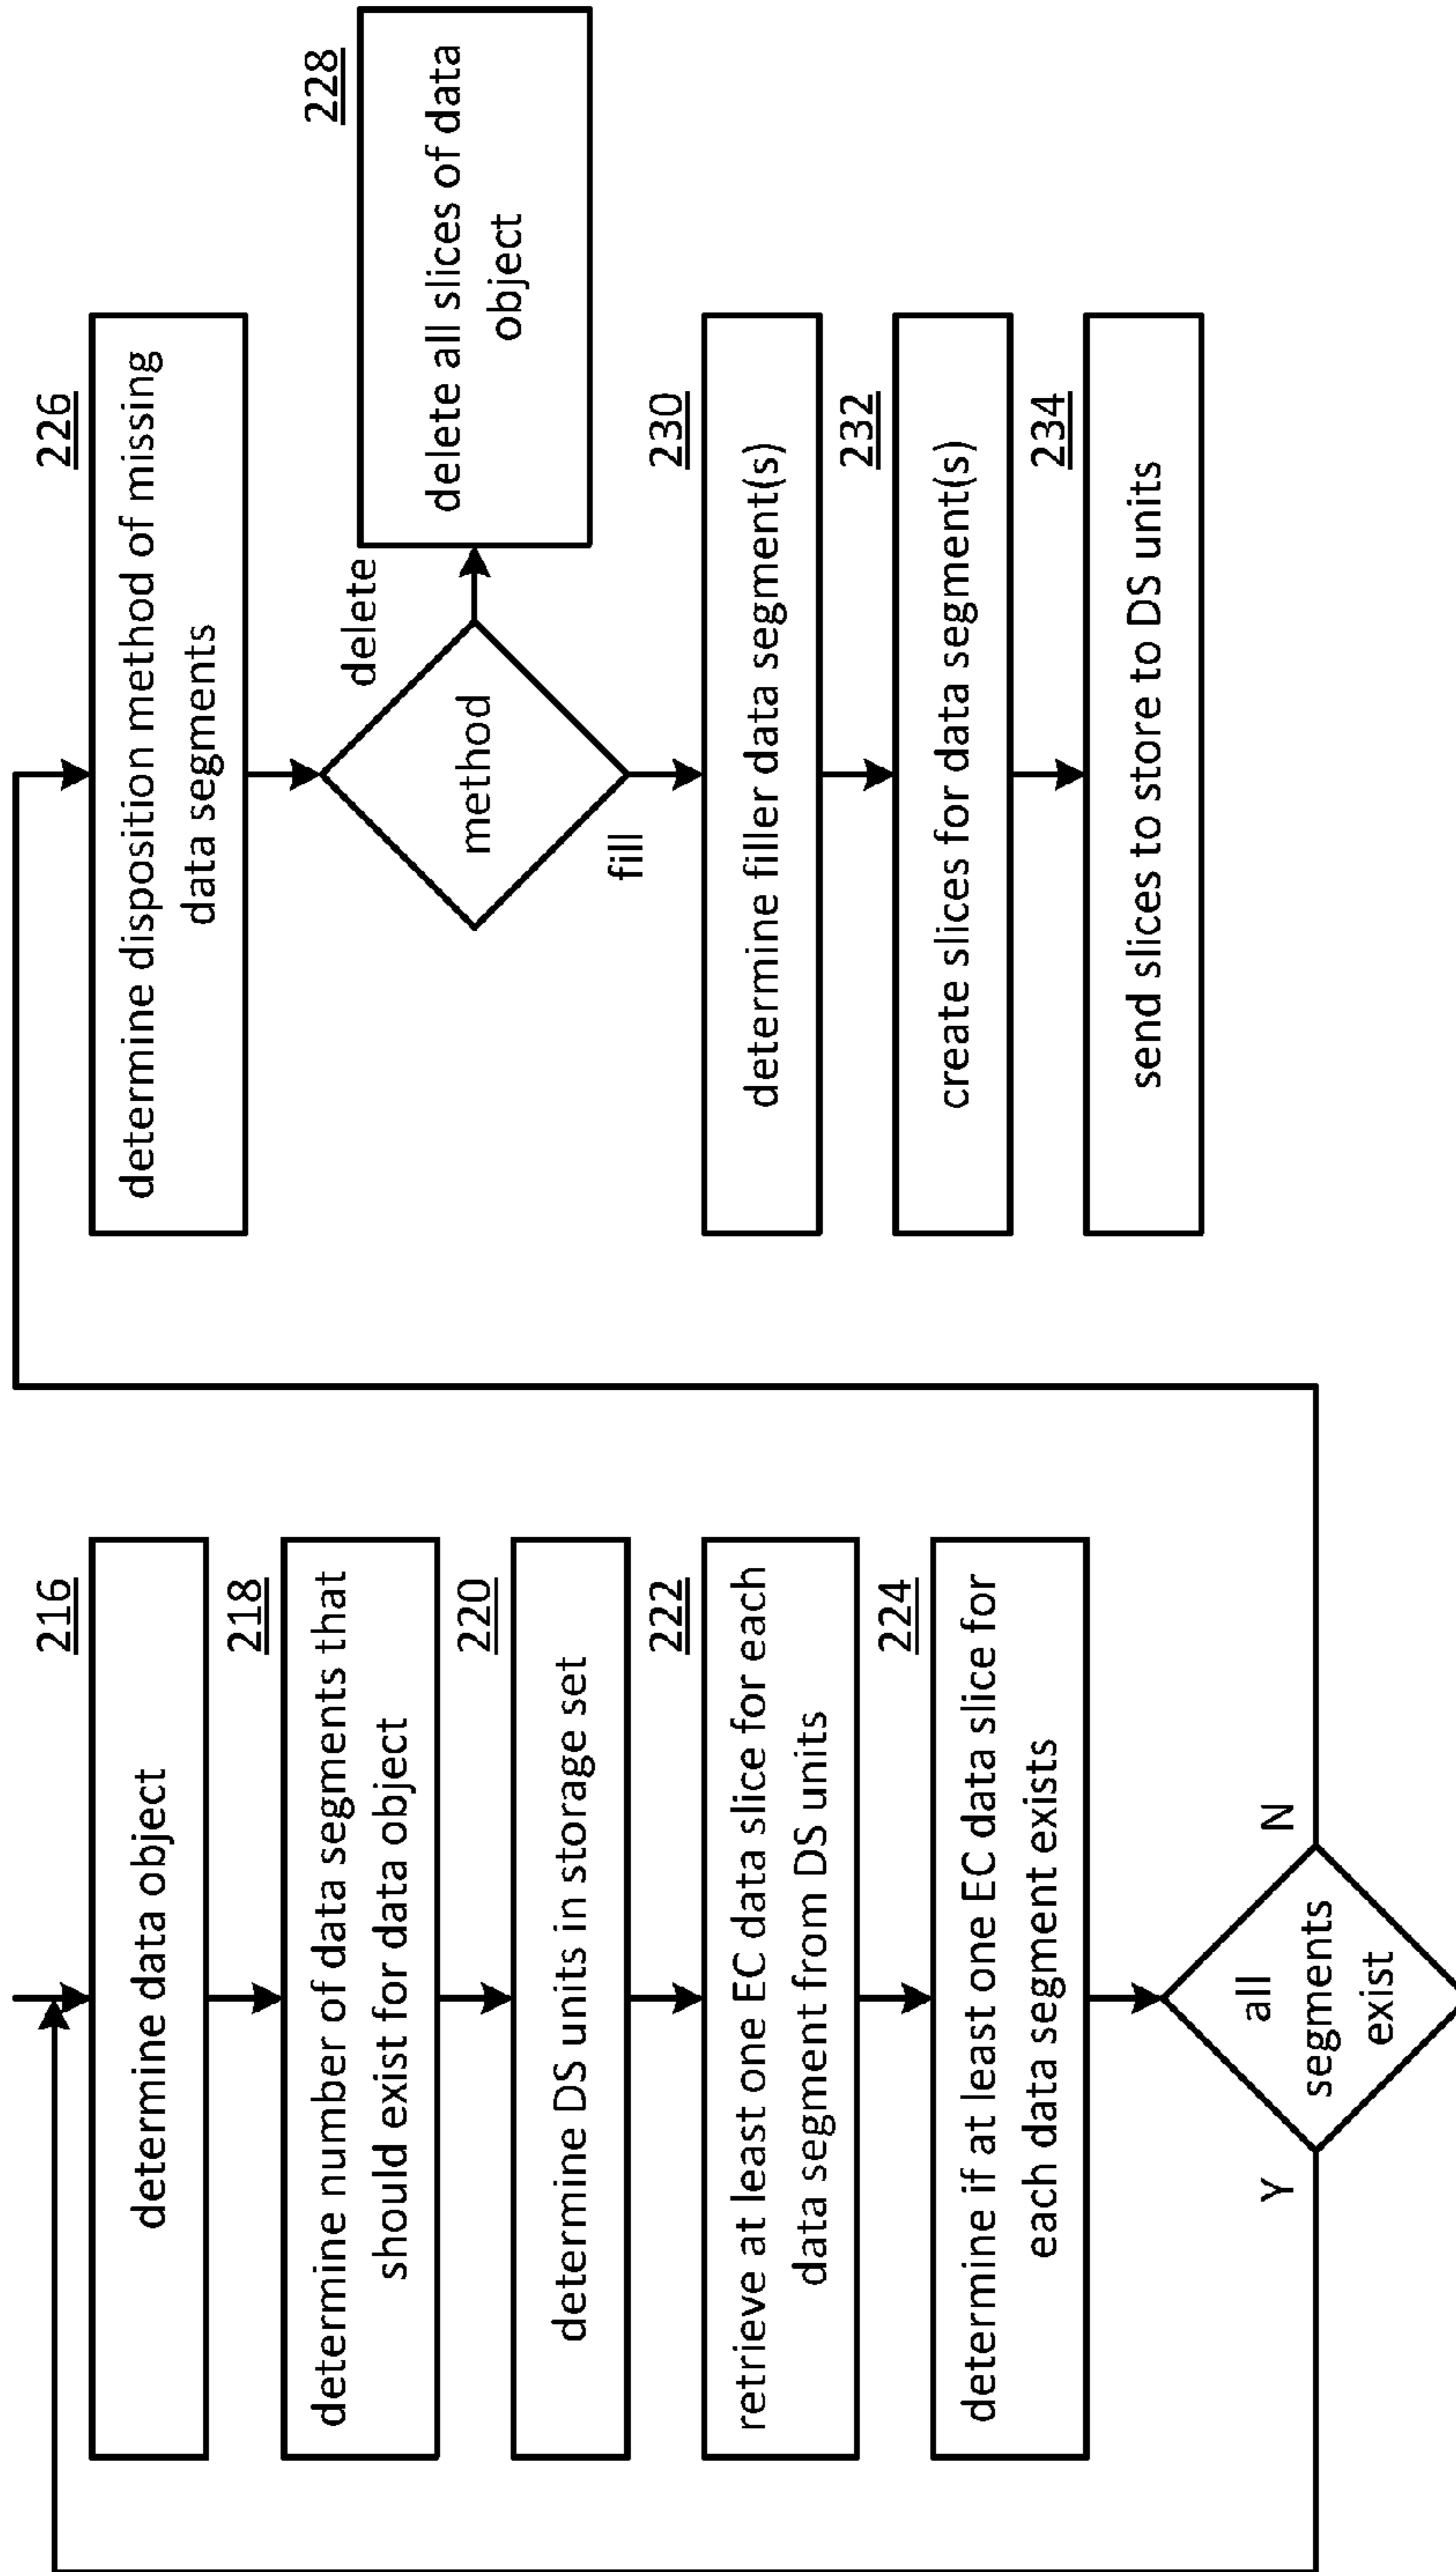 216
determine data object
218
determine number of data segments that
should exist for data object
220
determine DS units in storage set
222
retrieve at least one EC data slice for each
data segment from DS units
224
determine if at least one EC data slice for
each data segment exists
all
segments
exist
Y
N
226
determine disposition method of missing
data segments
method
delete
228
delete all slices of data
object
fill
230
determine filler data segment(s)
232
create slices for data segment(s)
234
send slices to store to DS units